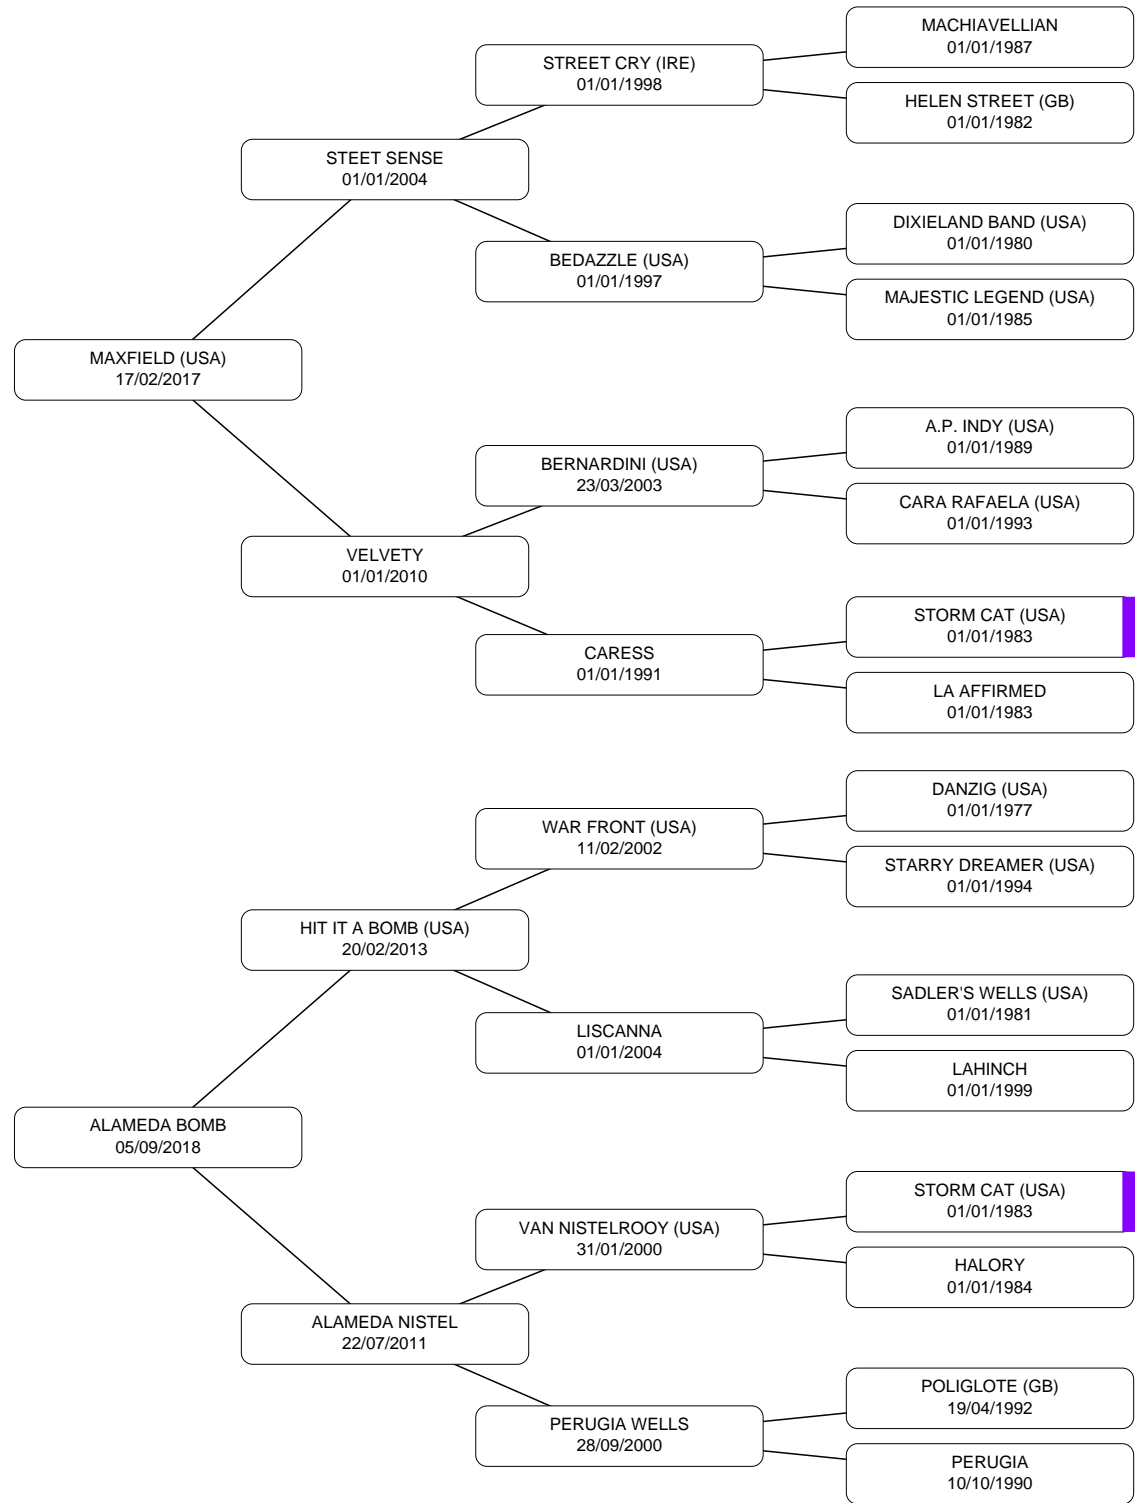 MACHIAVELLIAN
01/01/1987
STREET CRY (IRE)
01/01/1998
HELEN STREET (GB)
01/01/1982
STEET SENSE
01/01/2004
DIXIELAND BAND (USA)
01/01/1980
BEDAZZLE (USA)
01/01/1997
MAJESTIC LEGEND (USA)
01/01/1985
MAXFIELD (USA)
17/02/2017
A.P. INDY (USA)
01/01/1989
BERNARDINI (USA)
23/03/2003
CARA RAFAELA (USA)
01/01/1993
VELVETY
01/01/2010
STORM CAT (USA)
01/01/1983
CARESS
01/01/1991
LA AFFIRMED
01/01/1983
DANZIG (USA)
01/01/1977
WAR FRONT (USA)
11/02/2002
STARRY DREAMER (USA)
01/01/1994
HIT IT A BOMB (USA)
20/02/2013
SADLER'S WELLS (USA)
01/01/1981
LISCANNA
01/01/2004
LAHINCH
01/01/1999
ALAMEDA BOMB
05/09/2018
STORM CAT (USA)
01/01/1983
VAN NISTELROOY (USA)
31/01/2000
HALORY
01/01/1984
ALAMEDA NISTEL
22/07/2011
POLIGLOTE (GB)
19/04/1992
PERUGIA WELLS
28/09/2000
PERUGIA
10/10/1990